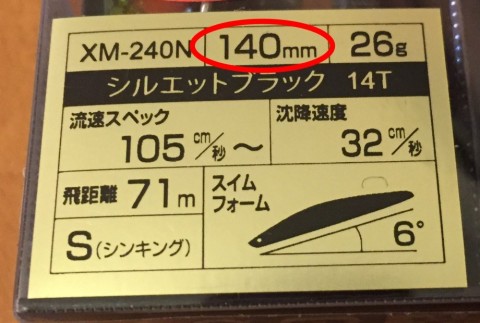 XM-240N 140mm 26g
シルエットブラック 14T
流速スペック 沈降速度
105 cm/秒 〜 32 cm/秒
飛距離 71m スイム
フォーム
S(シンキング) 6°